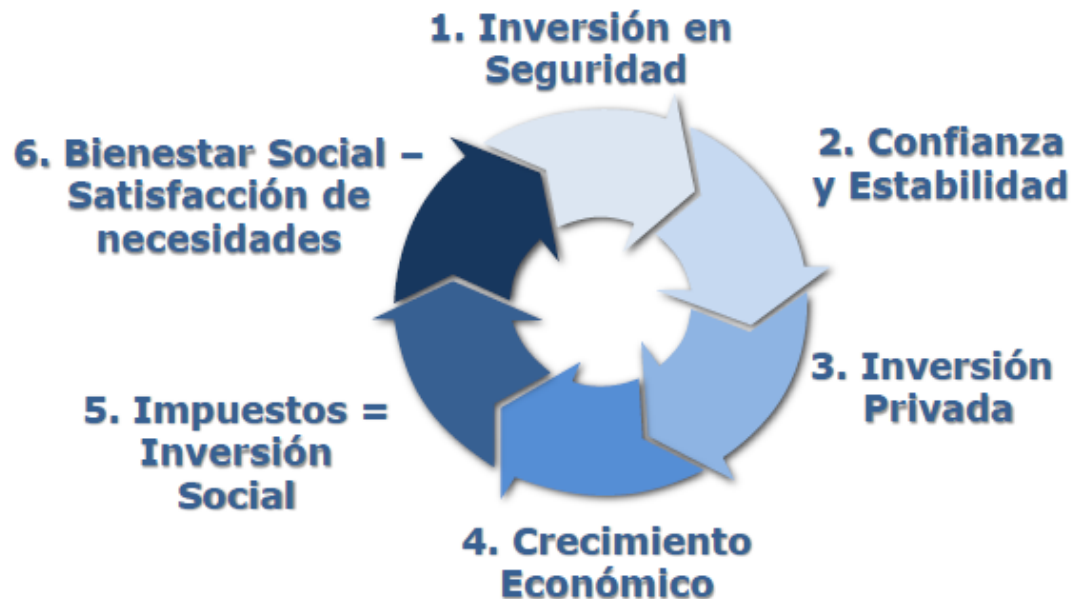 1. Inversión en
Seguridad
2. Confianza
y Estabilidad
3. Inversión
Privada
4. Crecimiento
Económico
5. Impuestos =
Inversión
Social
6. Bienestar Social –
Satisfacción de
necesidades